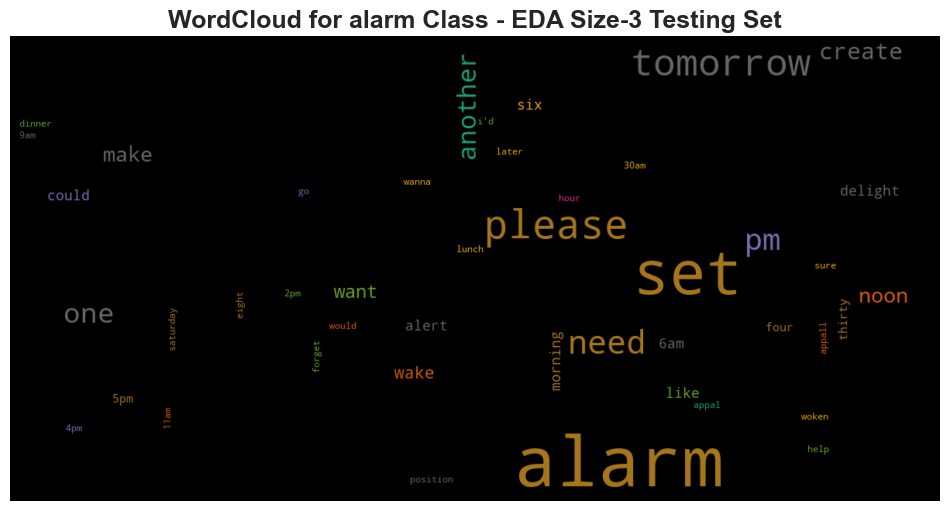 WordCloud for alarm Class - EDA Size-3 Testing Set
tomorrow
create
another
six
i'd
dinner
9am
make
later
30am
could
go
wanna
hour
delight
please
pm
lunch
set
sure
2pm
want
eight
noon
one
saturday
would
alert
thirty
four
appall
need
6am
morning
forget
wake
like
appal
5pm
11am
4pm
woken
alarm
help
position